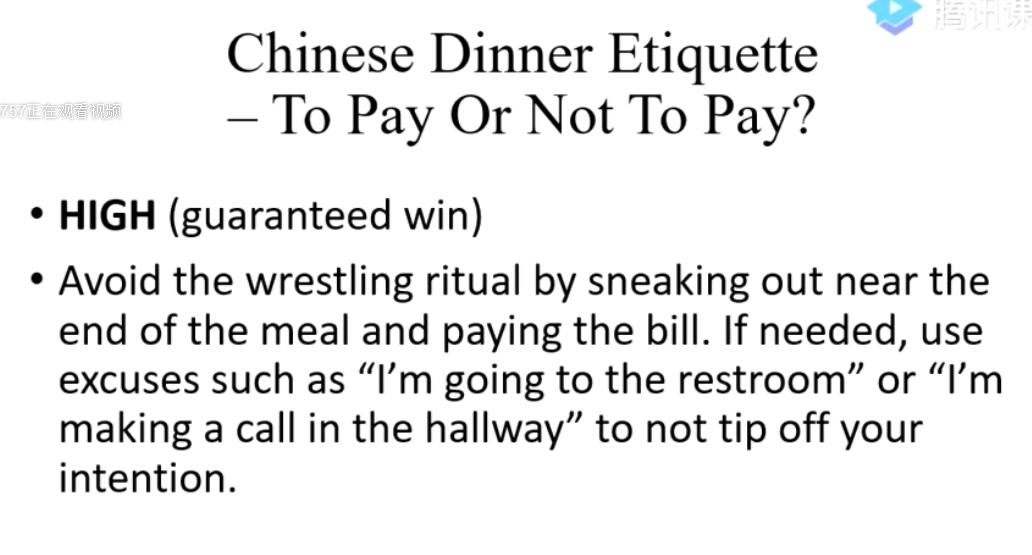 腾讯课
Chinese Dinner Etiquette
– To Pay Or Not To Pay?
757正在观看视频
• HIGH (guaranteed win)
• Avoid the wrestling ritual by sneaking out near the
end of the meal and paying the bill. If needed, use
excuses such as “I’m going to the restroom” or “I’m
making a call in the hallway” to not tip off your
intention.